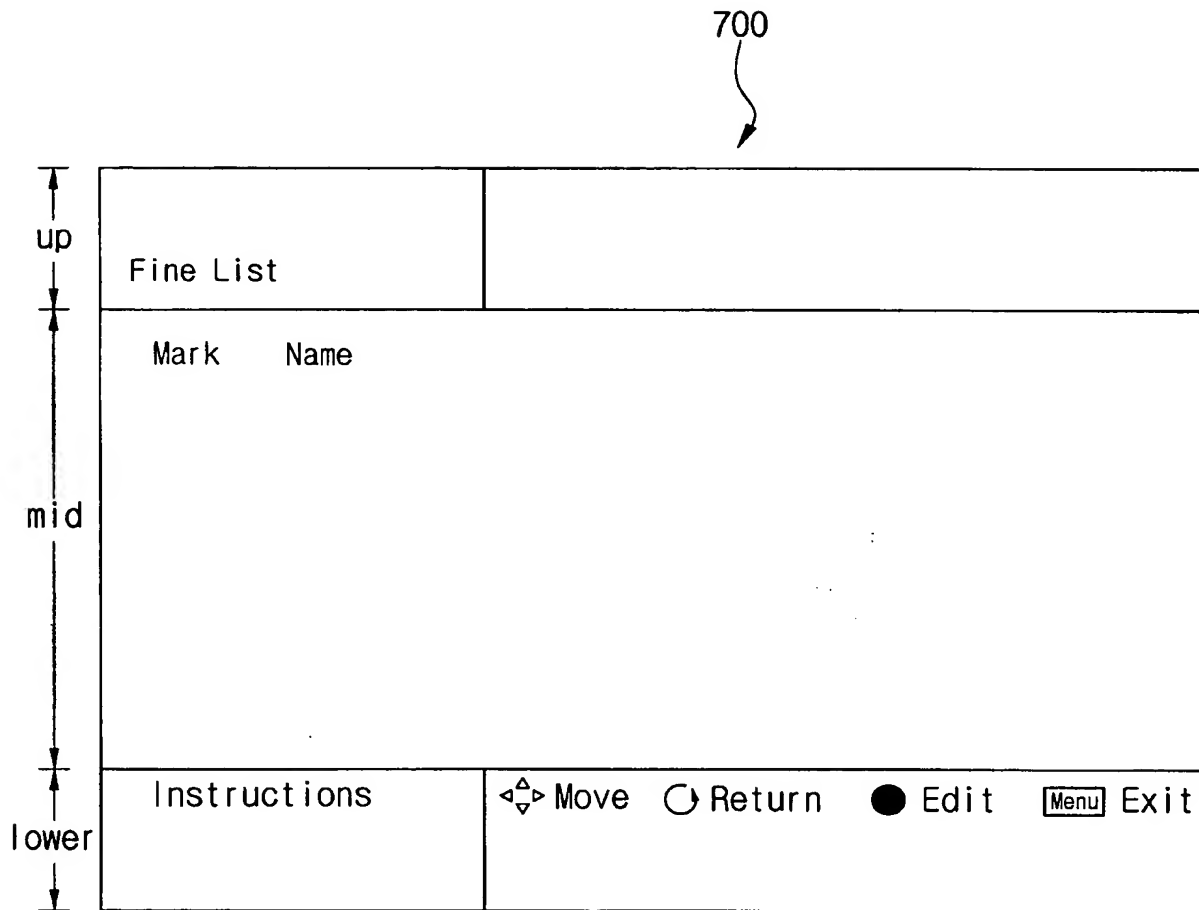 700
up
Fine List
Mark Name
mid
Instructions Move Return Edit Menu Exit
lower